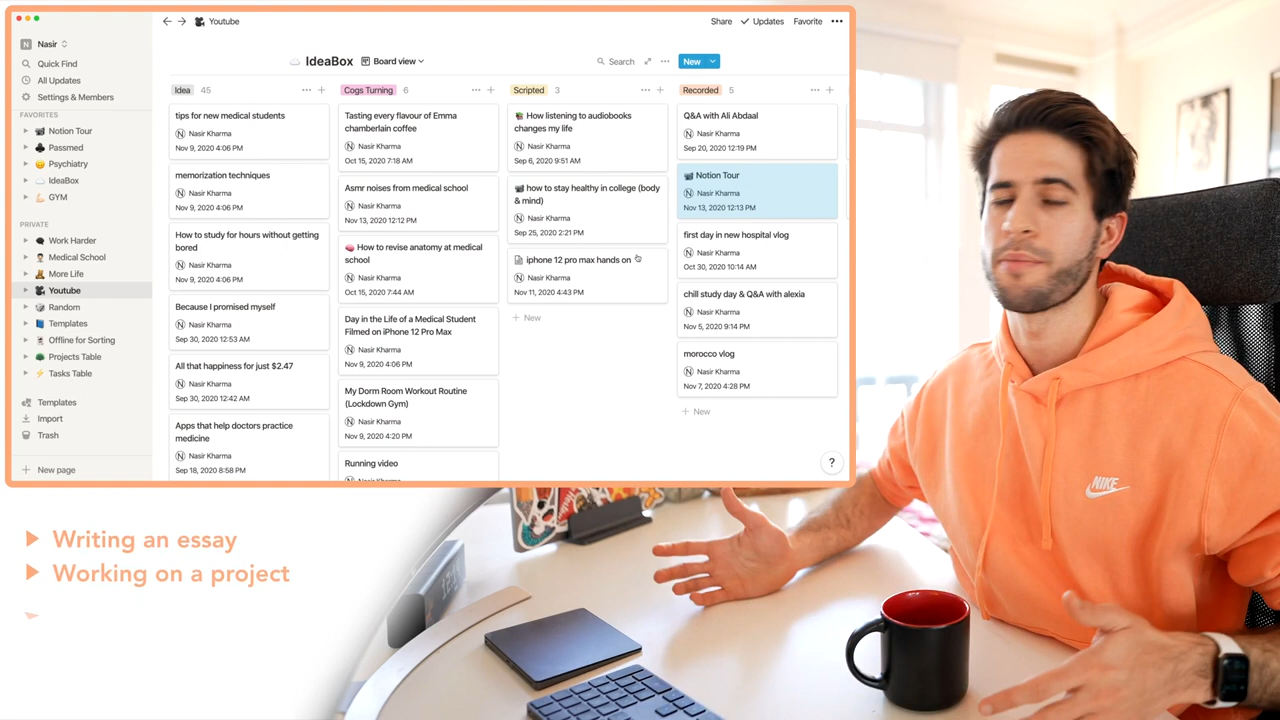 Youtube
Share
Updates
Favorite
N
Nasir
Quick Find
All Updates
Settings & Members
FAVORITES
Notion Tour
Passmed
Psychiatry
IdeaBox
GYM
PRIVATE
Work Harder
Medical School
More Life
Youtube
Random
Templates
Offline for Sorting
Projects Table
Tasks Table
Templates
Import
Trash
New page
IdeaBox
Board view
Search
New
Idea 45
tips for new medical students
Nasir Kharma
Nov 9, 2020 4:06 PM
memorization techniques
Nasir Kharma
Nov 9, 2020 4:06 PM
How to study for hours without getting
bored
Nasir Kharma
Nov 9, 2020 4:06 PM
Because I promised myself
Nasir Kharma
Sep 30, 2020 12:53 AM
All that happiness for just $2.47
Nasir Kharma
Sep 30, 2020 12:42 AM
Apps that help doctors practice
medicine
Nasir Kharma
Sep 18, 2020 8:58 PM
Cogs Turning 6
Tasting every flavour of Emma
chamberlain coffee
Nasir Kharma
Oct 15, 2020 7:18 AM
Asmr noises from medical school
Nasir Kharma
Nov 13, 2020 12:12 PM
How to revise anatomy at medical
school
Nasir Kharma
Oct 15, 2020 7:44 AM
Day in the Life of a Medical Student
Filmed on iPhone 12 Pro Max
Nasir Kharma
Nov 9, 2020 4:06 PM
My Dorm Room Workout Routine
(Lockdown Gym)
Nasir Kharma
Nov 9, 2020 4:20 PM
Running video
Scripted 3
How listening to audiobooks
changes my life
Nasir Kharma
Sep 6, 2020 9:51 AM
how to stay healthy in college (body
& mind)
Nasir Kharma
Sep 25, 2020 2:21 PM
iphone 12 pro max hands on
Nasir Kharma
Nov 11, 2020 4:43 PM
New
Recorded 5
Q&A with Ali Abdaal
Nasir Kharma
Sep 20, 2020 12:19 PM
Notion Tour
Nasir Kharma
Nov 13, 2020 12:13 PM
first day in new hospital vlog
Nasir Kharma
Oct 30, 2020 10:14 AM
chill study day & Q&A with alexia
Nasir Kharma
Nov 5, 2020 9:14 PM
morocco vlog
Nasir Kharma
Nov 7, 2020 4:28 PM
New
?
Writing an essay
Working on a project
NIKE